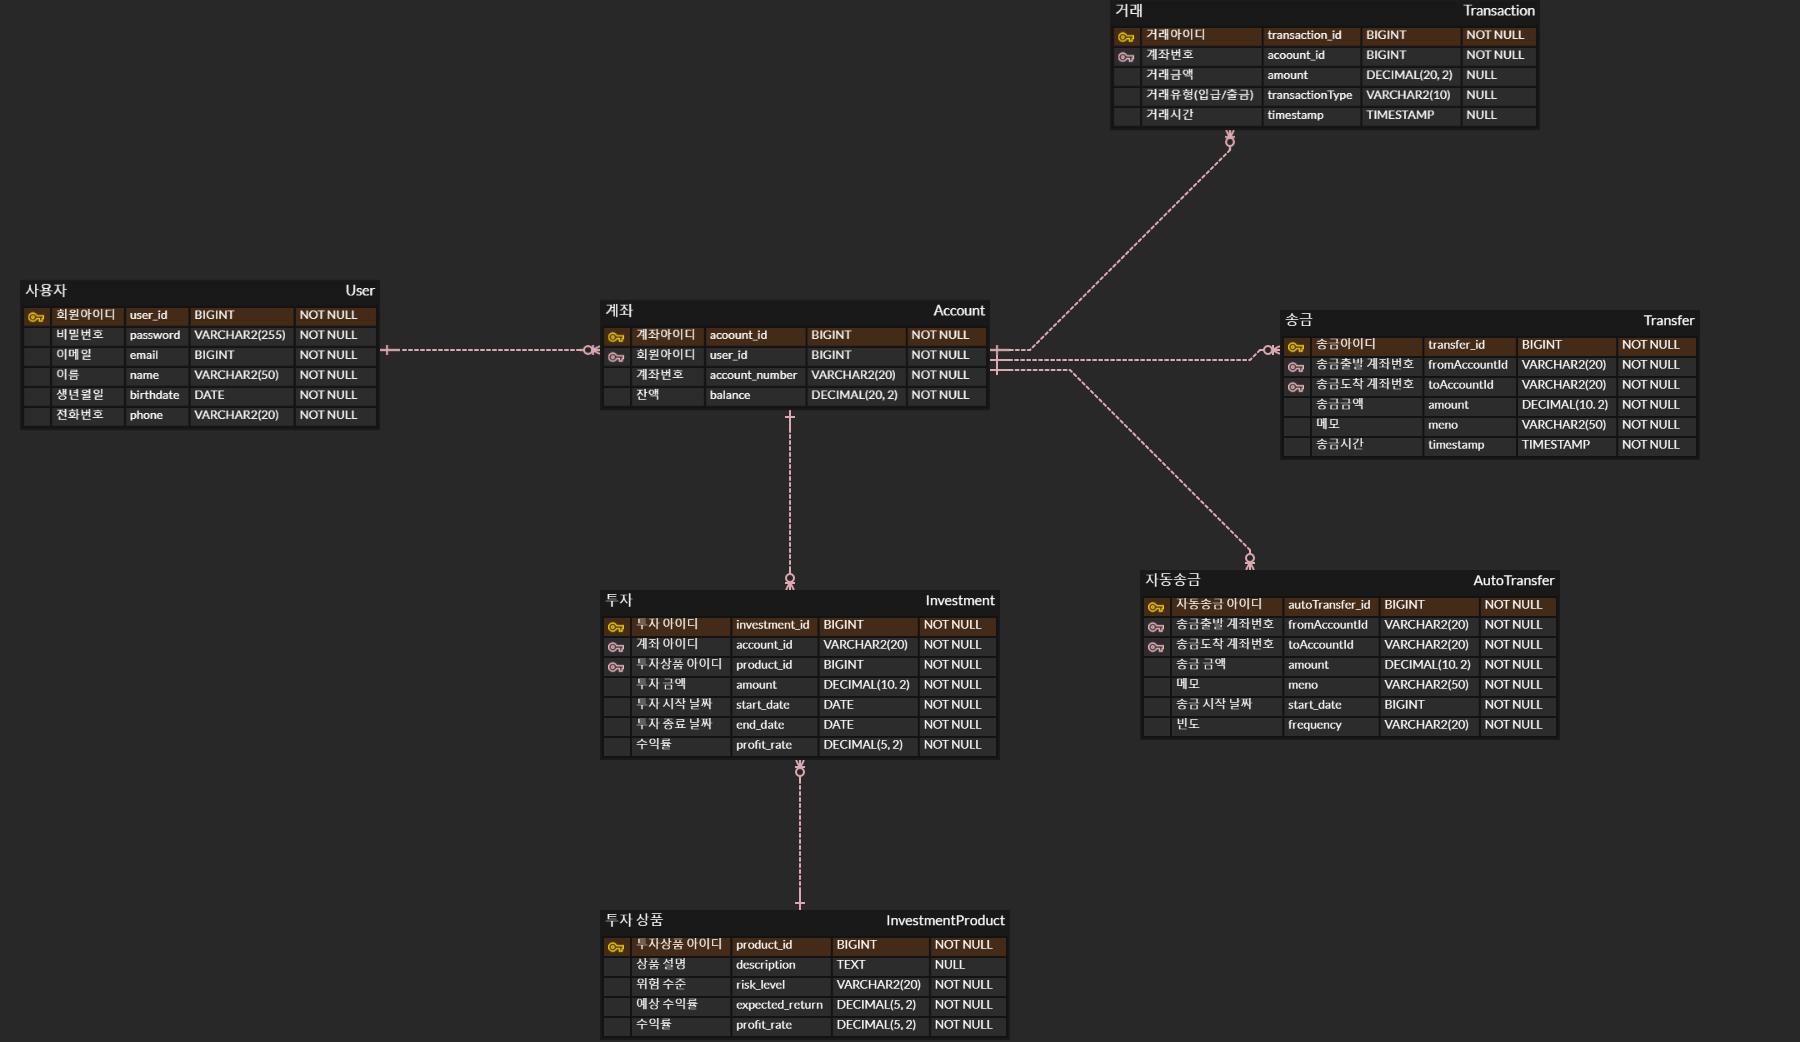 거래 Transaction
거래아이디 transaction_id BIGINT NOT NULL
계좌번호 acoount_id BIGINT NOT NULL
거래금액 amount DECIMAL(20, 2) NULL
거래유형(입급/출금) transactionType VARCHAR2(10) NULL
거래시간 timestamp TIMESTAMP NULL
사용자 User
회원아이디 user_id BIGINT NOT NULL
비밀번호 password VARCHAR2(255) NOT NULL
이메일 email BIGINT NOT NULL
이름 name VARCHAR2(50) NOT NULL
생년월일 birthdate DATE NOT NULL
전화번호 phone VARCHAR2(20) NOT NULL
계좌 Account
계좌아이디 acoount_id BIGINT NOT NULL
회원아이디 user_id BIGINT NOT NULL
계좌번호 account_number VARCHAR2(20) NOT NULL
잔액 balance DECIMAL(20, 2) NOT NULL
송금 Transfer
송금아이디 transfer_id BIGINT NOT NULL
송금출발 계좌번호 fromAccountId VARCHAR2(20) NOT NULL
송금도착 계좌번호 toAccountId VARCHAR2(20) NOT NULL
송금금액 amount DECIMAL(10. 2) NOT NULL
메모 meno VARCHAR2(50) NOT NULL
송금시간 timestamp TIMESTAMP NOT NULL
투자 Investment
투자 아이디 investment_id BIGINT NOT NULL
계좌 아이디 account_id VARCHAR2(20) NOT NULL
투자상품 아이디 product_id BIGINT NOT NULL
투자 금액 amount DECIMAL(10. 2) NOT NULL
투자 시작 날짜 start_date DATE NOT NULL
투자 종료 날짜 end_date DATE NOT NULL
수익률 profit_rate DECIMAL(5, 2) NOT NULL
자동송금 AutoTransfer
자동송금 아이디 autoTransfer_id BIGINT NOT NULL
송금출발 계좌번호 fromAccountId VARCHAR2(20) NOT NULL
송금도착 계좌번호 toAccountId VARCHAR2(20) NOT NULL
송금 금액 amount DECIMAL(10. 2) NOT NULL
메모 meno VARCHAR2(50) NOT NULL
송금 시작 날짜 start_date BIGINT NOT NULL
빈도 frequency VARCHAR2(20) NOT NULL
투자 상품 InvestmentProduct
투자상품 아이디 product_id BIGINT NOT NULL
상품 설명 description TEXT NULL
위험 수준 risk_level VARCHAR2(20) NOT NULL
예상 수익률 expected_return DECIMAL(5, 2) NOT NULL
수익률 profit_rate DECIMAL(5, 2) NOT NULL